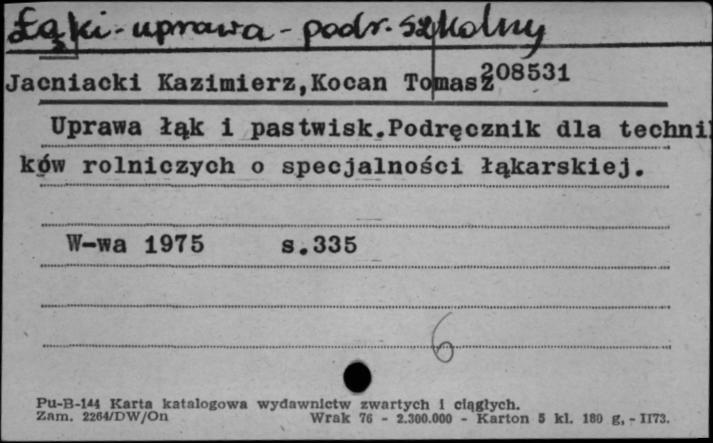 Łąki - uprawa - podr. szkolny
Jacniacki Kazimierz,Kocan Tomasz 208531
Uprawa łąk i pastwisk.Podręcznik dla techni
ków rolniczych o specjalności łąkarskiej.
W-wa 1975 s.335
6
Pu-B-144 Karta katalogowa wydawnictw zwartych i ciągłych.
Zam. 2264/DW/On Wrak 76 - 2.300.000 - Karton 5 kl. 180 g, - II73.